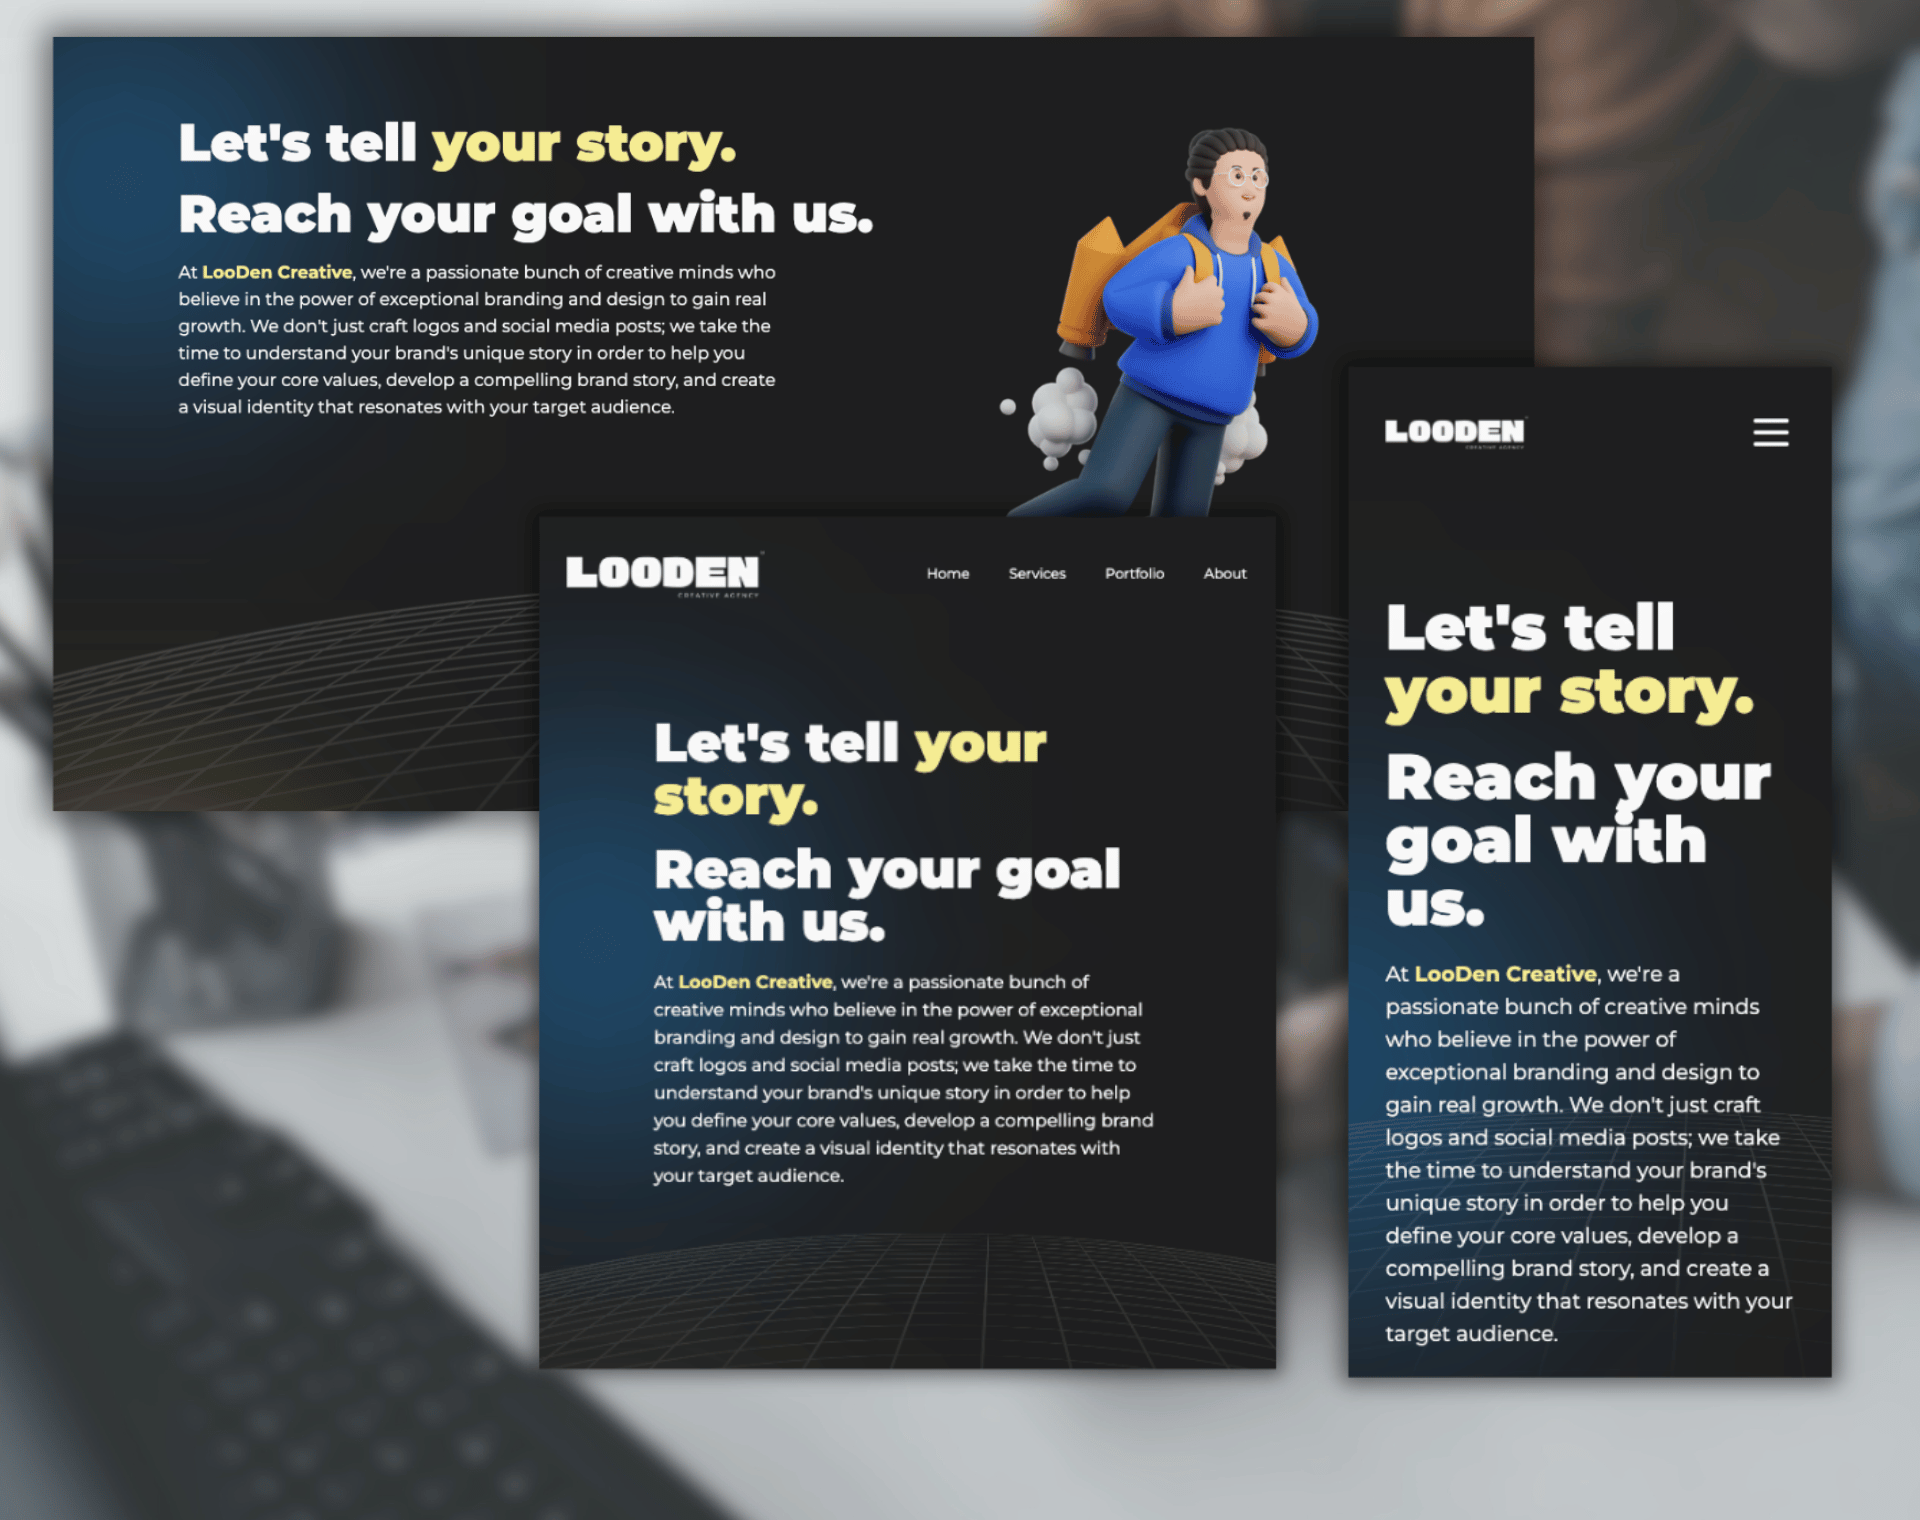 Let's tell your story.
Reach your goal with us.
At LooDen Creative, we're a passionate bunch of creative minds who
believe in the power of exceptional branding and design to gain real
growth. We don't just craft logos and social media posts; we take the
time to understand your brand's unique story in order to help you
define your core values, develop a compelling brand story, and create
a visual identity that resonates with your target audience.
LOODEN
CREATIVE AGENCY
Home Services Portfolio About
Let's tell your
story.
Reach your goal
with us.
At LooDen Creative, we're a passionate bunch of
creative minds who believe in the power of exceptional
branding and design to gain real growth. We don't just
craft logos and social media posts; we take the time to
understand your brand's unique story in order to help
you define your core values, develop a compelling brand
story, and create a visual identity that resonates with
your target audience.
LOODEN
CREATIVE AGENCY
Let's tell
your story.
Reach your
goal with
us.
At LooDen Creative, we're a
passionate bunch of creative minds
who believe in the power of
exceptional branding and design to
gain real growth. We don't just craft
logos and social media posts; we take
the time to understand your brand's
unique story in order to help you
define your core values, develop a
compelling brand story, and create a
visual identity that resonates with your
target audience.